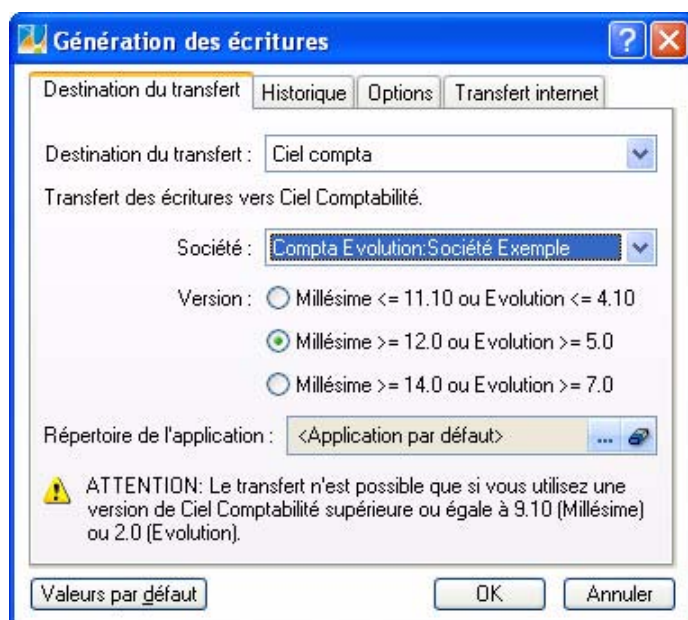 Génération des écritures
Destination du transfert Historique Options Transfert internet
Destination du transfert : Ciel compta
Transfert des écritures vers Ciel Comptabilité.
Société : Compta Evolution:Société Exemple
Version : Millésime <= 11.10 ou Evolution <= 4.10
Millésime >= 12.0 ou Evolution >= 5.0
Millésime >= 14.0 ou Evolution >= 7.0
Répertoire de l'application : <Application par défaut> ...
ATTENTION: Le transfert n'est possible que si vous utilisez une
version de Ciel Comptabilité supérieure ou égale à 9.10 (Millésime)
ou 2.0 (Evolution).
Valeurs par défaut OK Annuler